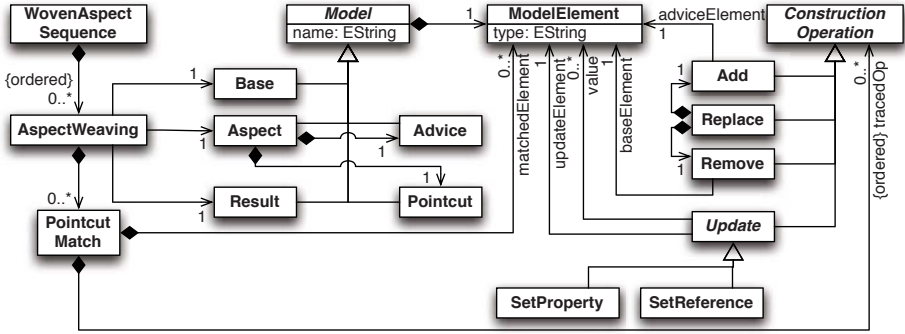 WovenAspect
Sequence
Model
name: EString
1
ModelElement
type: EString
adviceElement
1
Construction
Operation
{ordered}
0..*
1
Base
AspectWeaving
1
Aspect
1
Advice
1
Result
1
Pointcut
0..*
Pointcut
Match
0..*
matchedElement
1
updateElement
0..*
value
1
baseElement
1
Add
Replace
1
Remove
Update
SetProperty
SetReference
0..*
{ordered} tracedOp